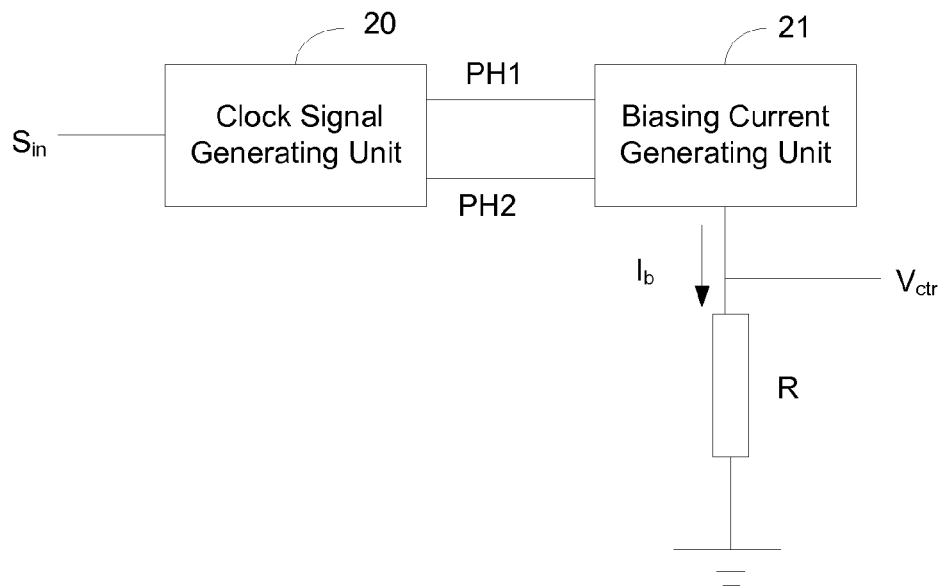 20
21
PH1
Clock Signal
Generating Unit
Biasing Current
Generating Unit
Sin
PH2
Ib
Vctr
R